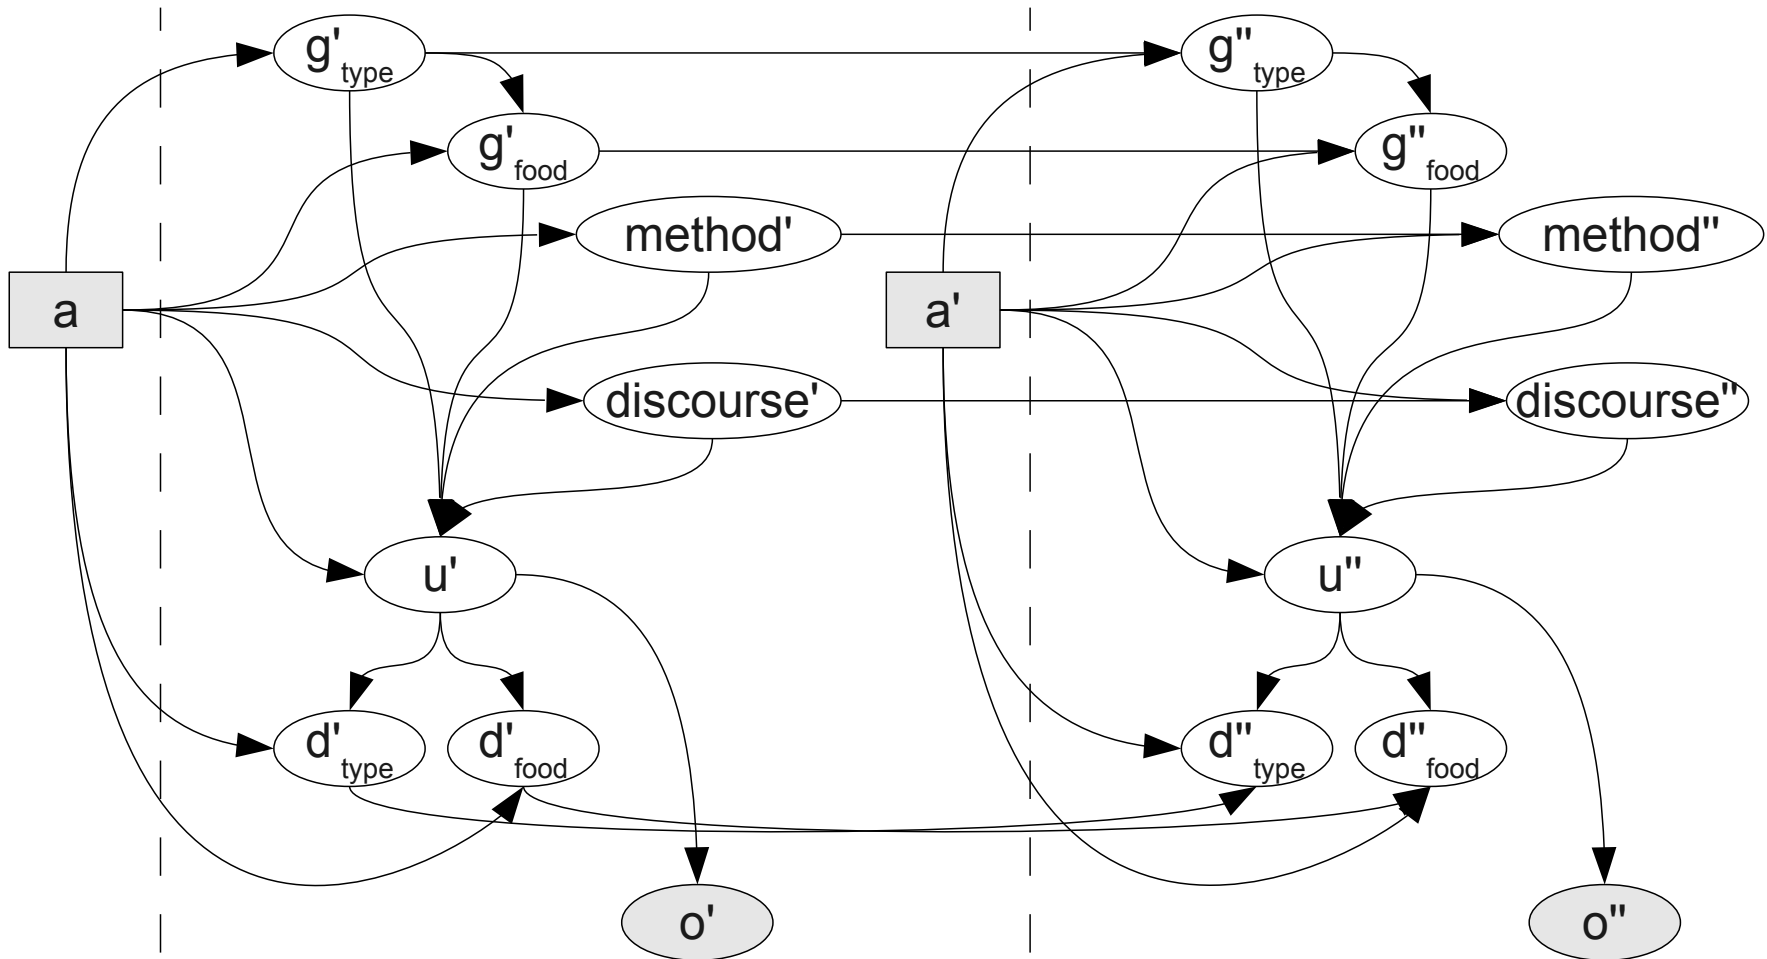 g'type
g''type
g'food
g''food
method'
method''
a
a'
discourse'
discourse''
u'
u''
d'type
d'food
d''type
d''food
o'
o''